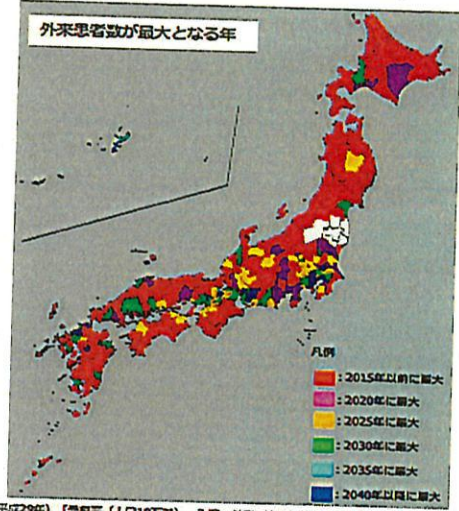 外来患者数が最大となる年
凡例
：2015年以前に最大
：2020年に最大
：2025年に最大
：2030年に最大
：2035年に最大
：2040年以降に最大